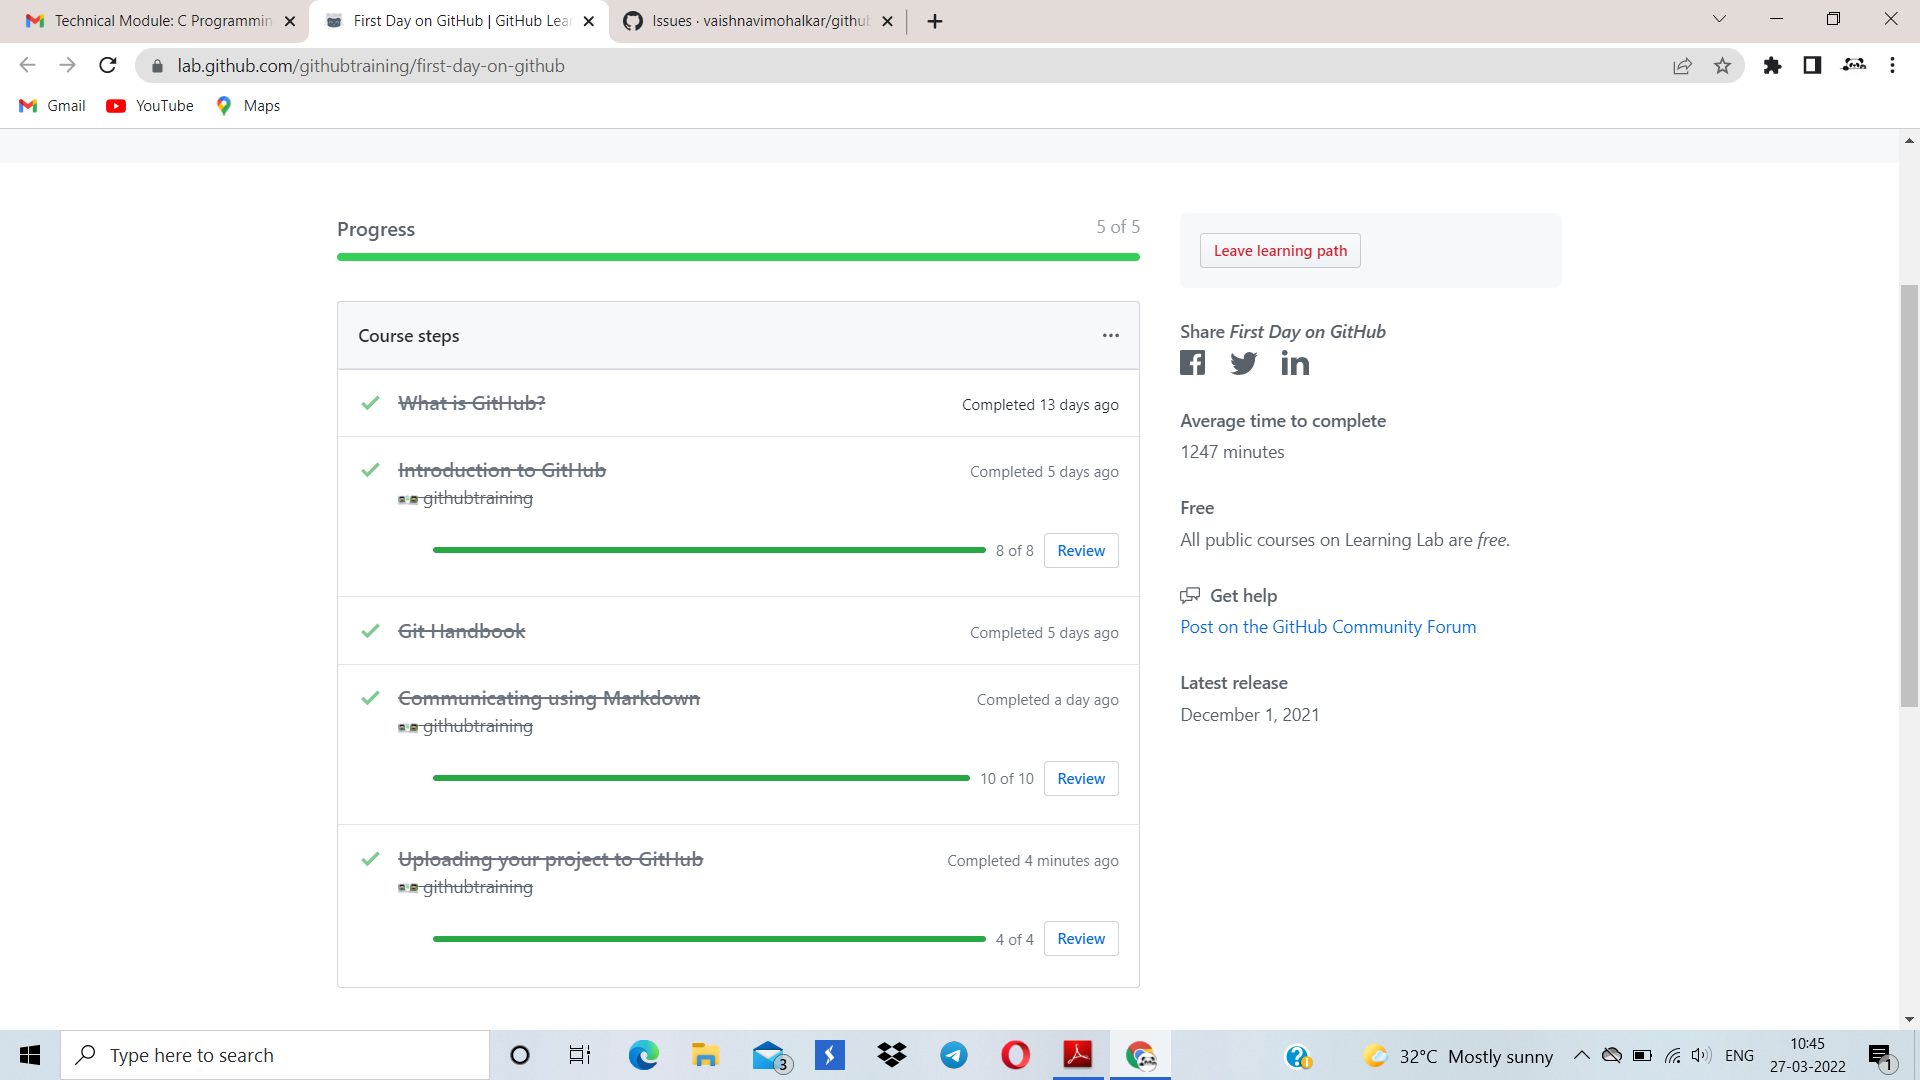 Technical Module: C Programmin
First Day on GitHub | GitHub Lea
Issues · vaishnavimohalkar/github
lab.github.com/githubtraining/first-day-on-github
Gmail
YouTube
Maps
Progress
5 of 5
Course steps
What is GitHub?
Completed 13 days ago
Introduction to GitHub
Completed 5 days ago
githubtraining
8 of 8
Review
Git Handbook
Completed 5 days ago
Communicating using Markdown
Completed a day ago
githubtraining
10 of 10
Review
Uploading your project to GitHub
Completed 4 minutes ago
githubtraining
4 of 4
Review
Leave learning path
Share First Day on GitHub
Average time to complete
1247 minutes
Free
All public courses on Learning Lab are free.
Get help
Post on the GitHub Community Forum
Latest release
December 1, 2021
Type here to search
3
32°C Mostly sunny
ENG
10:45
27-03-2022
1